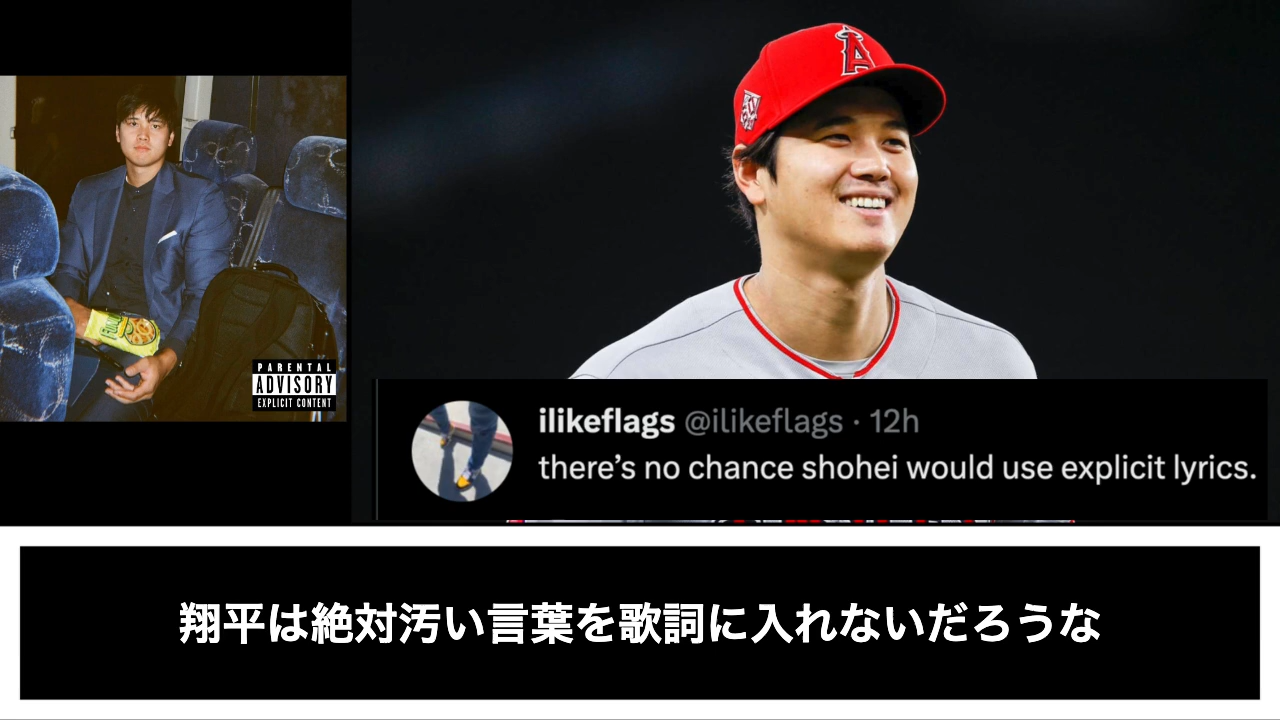 A
PARENTAL
ADVISORY
EXPLICIT CONTENT
ilikeflags @ilikeflags · 12h
there's no chance shohei would use explicit lyrics.
翔平は絶対汚い言葉を歌詞に入れないだろうな